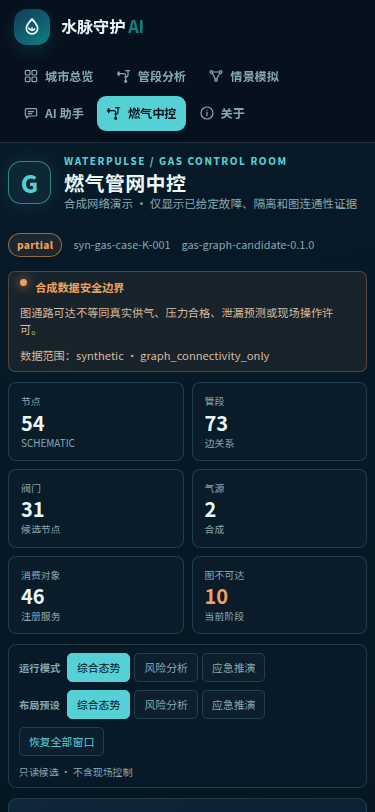 水脉守护 AI
城市总览 管段分析 情景模拟
AI 助手 燃气中控 关于
WATERPULSE / GAS CONTROL ROOM
G 燃气管网中控
合成网络演示 · 仅显示已给定故障、隔离和图连通性证据
partial syn-gas-case-K-001 gas-graph-candidate-0.1.0
合成数据安全边界
图通路可达不等同真实供气、压力合格、泄漏预测或现场操作许
可。
数据范围：synthetic · graph_connectivity_only
节点 管段
54 73
SCHEMATIC 边关系
阀门 气源
31 2
候选节点 合成
消费对象 图不可达
46 10
注册服务 当前阶段
运行模式 综合态势 风险分析 应急推演
布局预设 综合态势 风险分析 应急推演
恢复全部窗口
只读候选 · 不含现场控制